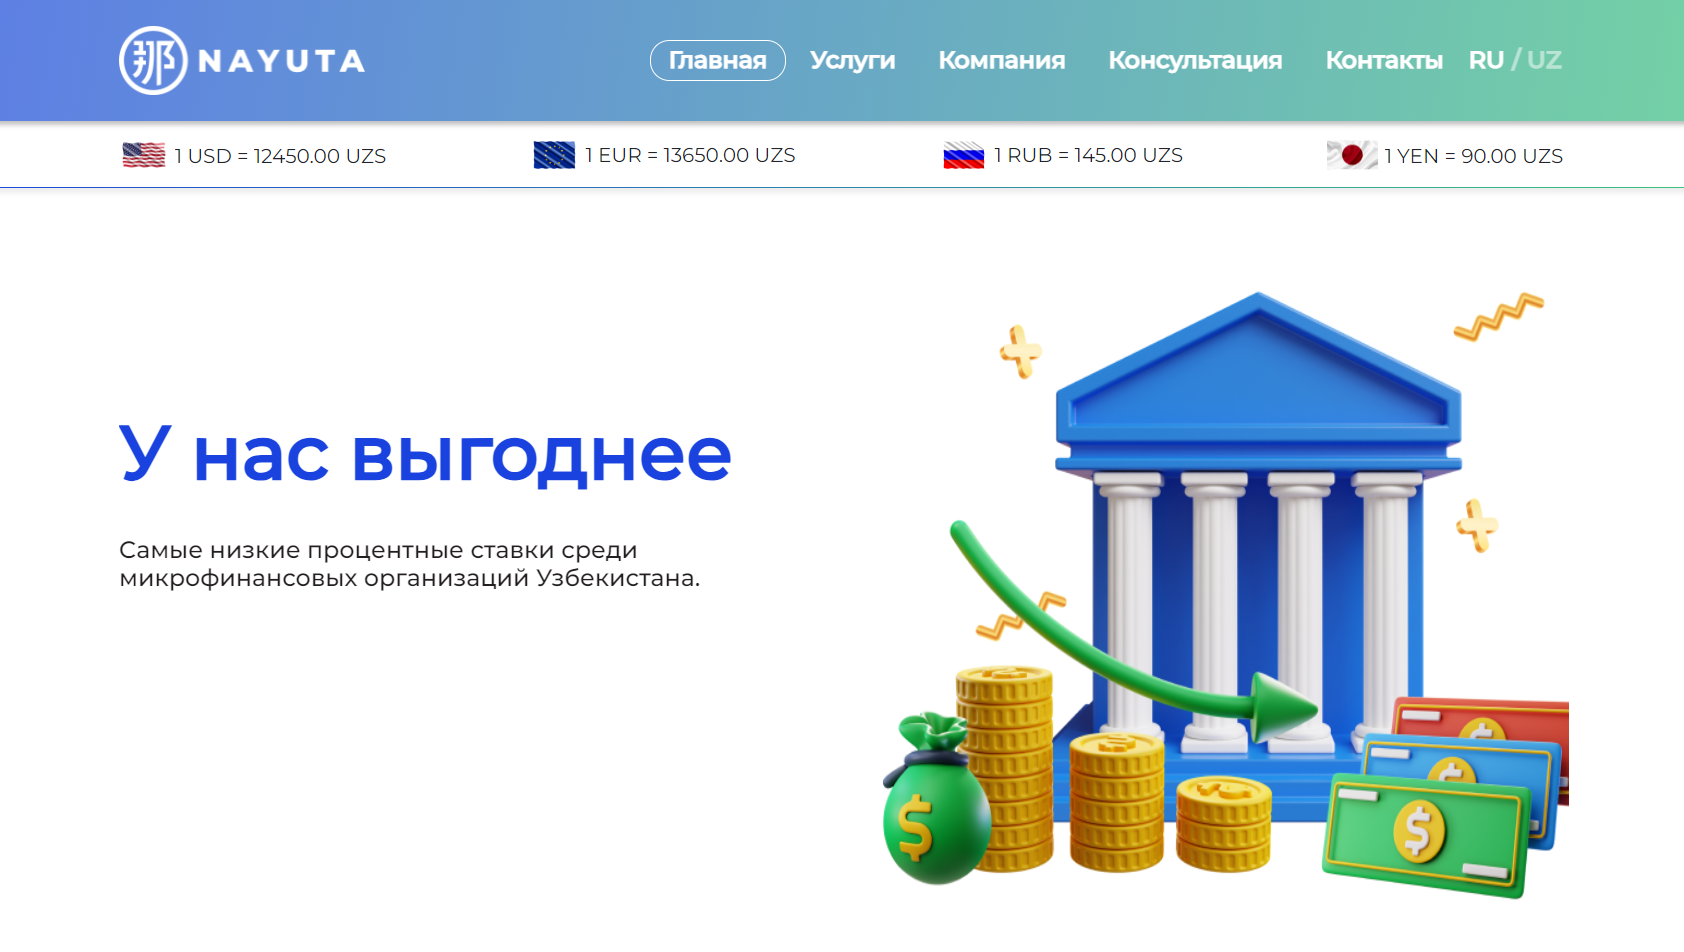 那 NAYUTA
Главная Услуги Компания Консультация Контакты RU / UZ
1 USD = 12450.00 UZS 1 EUR = 13650.00 UZS 1 RUB = 145.00 UZS 1 YEN = 90.00 UZS
У нас выгоднее
Самые низкие процентные ставки среди
микрофинансовых организаций Узбекистана.
$
$
$
$